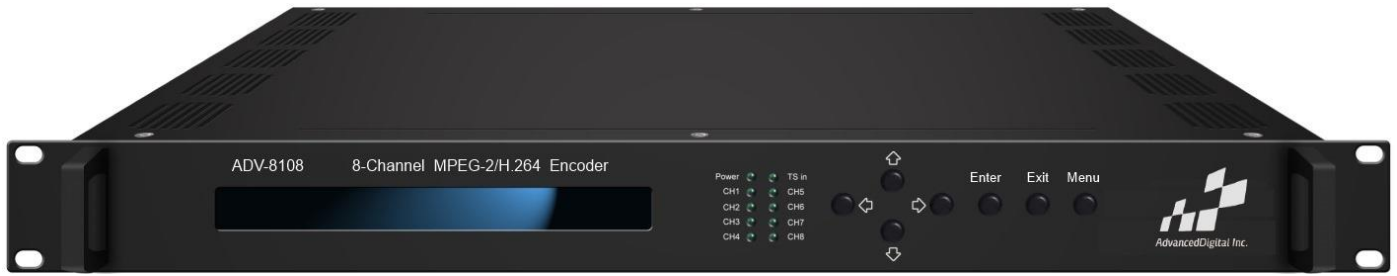 ADV-8108 8-Channel MPEG-2/H.264 Encoder
Power TS in
CH1 CH5
CH2 CH6
CH3 CH7
CH4 CH8
Enter Exit Menu
AdvancedDigital Inc.